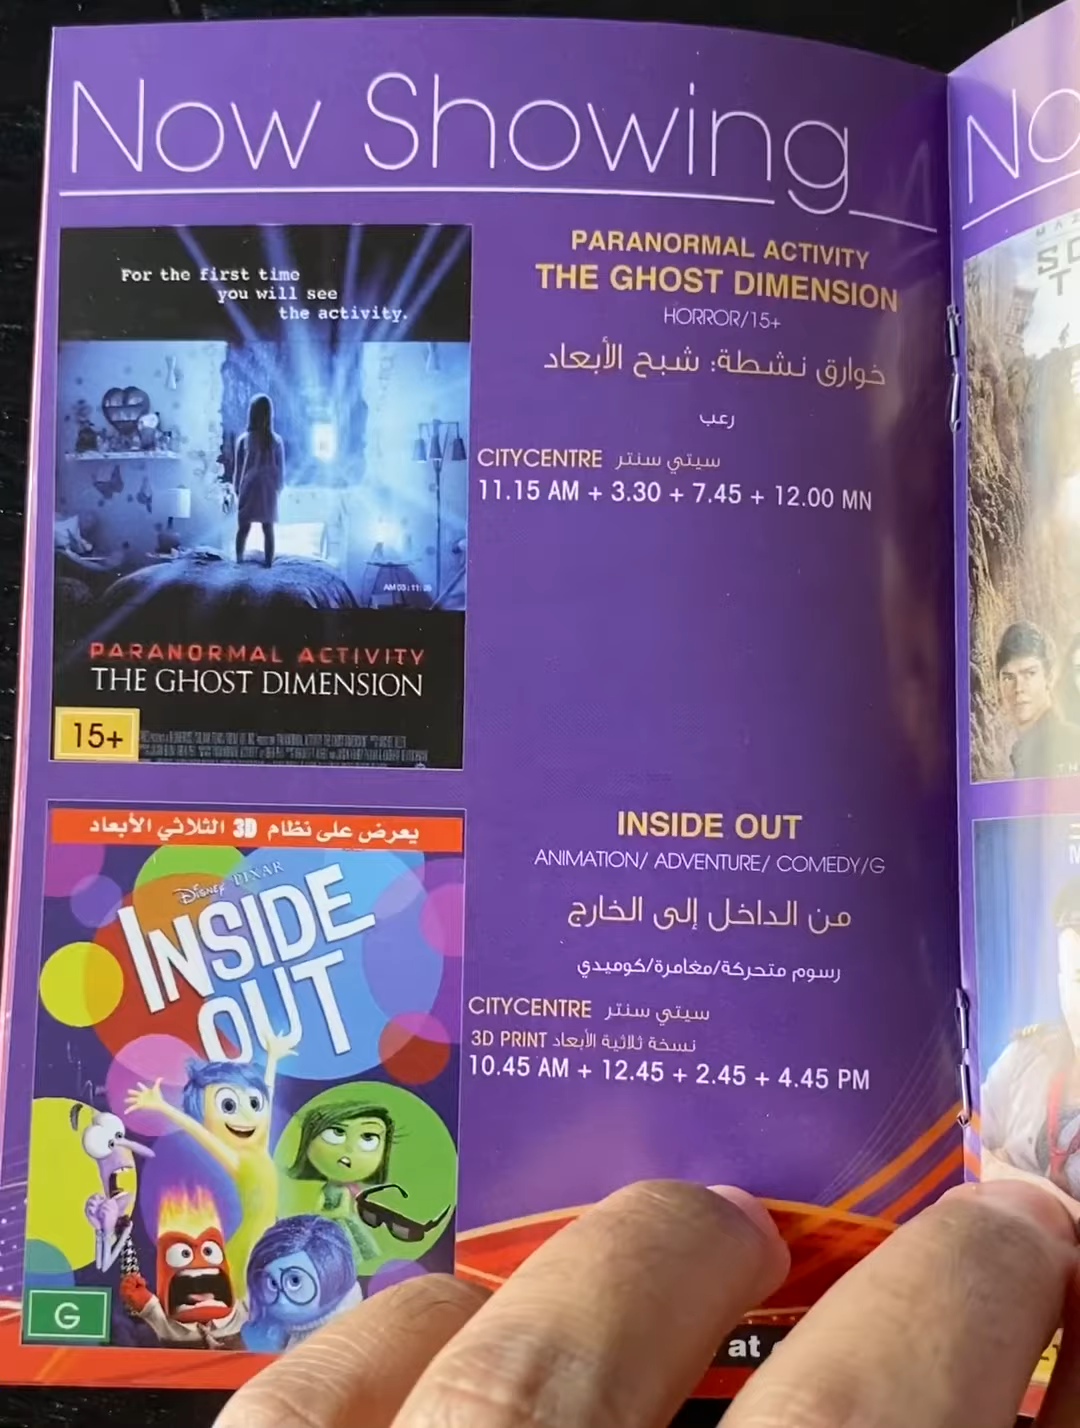 Now Showing
For the first time
you will see
the activity.
AM 03:11:
PARANORMAL ACTIVITY
THE GHOST DIMENSION
15+
PARANORMAL ACTIVITY
THE GHOST DIMENSION
HORROR/15+
خوارق نشطة: شبح الأبعاد
رعب
CITYCENTRE سيتي سنتر
11.15 AM + 3.30 + 7.45 + 12.00 MN
يعرض على نظام 3D الثلاثي الأبعاد
DISNEY PIXAR
INSIDE
OUT
G
INSIDE OUT
ANIMATION/ ADVENTURE/ COMEDY/G
من الداخل إلى الخارج
رسوم متحركة/مغامرة/كوميدي
CITYCENTRE سيتي سنتر
3D PRINT نسخة ثلاثية الأبعاد
10.45 AM + 12.45 + 2.45 + 4.45 PM
at
No